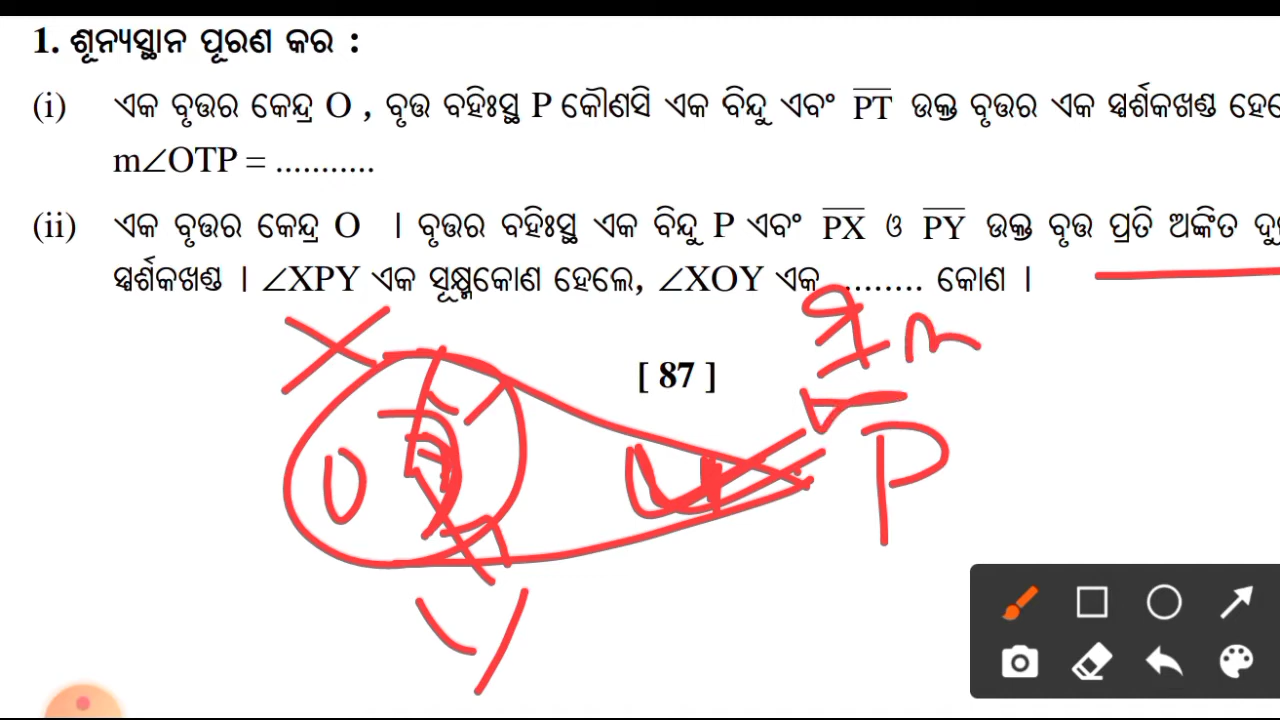 1. ଶୂନ୍ୟସ୍ଥାନ ପୂରଣ କର :
(i) ଏକ ବୃତ୍ତର କେନ୍ଦ୍ର O , ବୃତ୍ତ ବହିଃସ୍ଥ P କୌଣସି ଏକ ବିନ୍ଦୁ ଏବଂ PT ଉକ୍ତ ବୃତ୍ତର ଏକ ସ୍ପର୍ଶକଖଣ୍ଡ ହେଲେ
m∠OTP = ...........
(ii) ଏକ ବୃତ୍ତର କେନ୍ଦ୍ର O । ବୃତ୍ତର ବହିଃସ୍ଥ ଏକ ବିନ୍ଦୁ P ଏବଂ PX ଓ PY ଉକ୍ତ ବୃତ୍ତ ପ୍ରତି ଅଙ୍କିତ
ସ୍ପର୍ଶକଖଣ୍ଡ । ∠XPY ଏକ ସୂକ୍ଷ୍ମକୋଣ ହେଲେ, ∠XOY ଏକ ......... କୋଣ ।
X
[ 87 ]
O P
Y